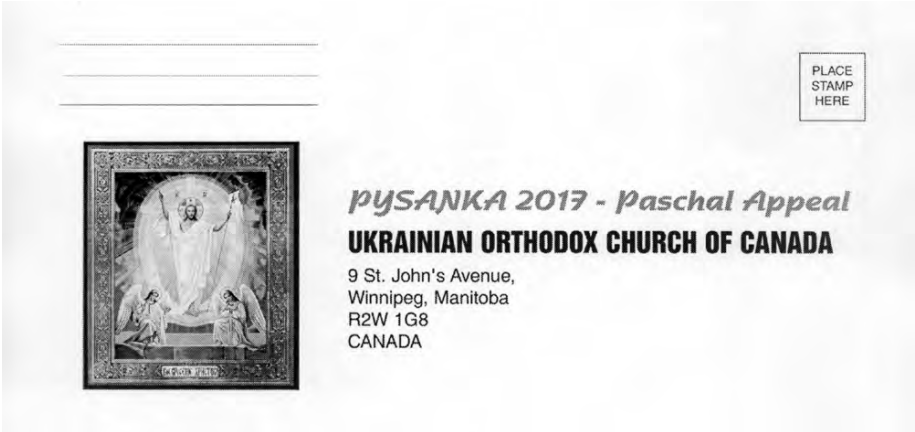 PLACE
STAMP
HERE
PYSANKA 2017 - Paschal Appeal
UKRAINIAN ORTHODOX CHURCH OF CANADA
9 St. John's Avenue,
Winnipeg, Manitoba
R2W 1G8
CANADA